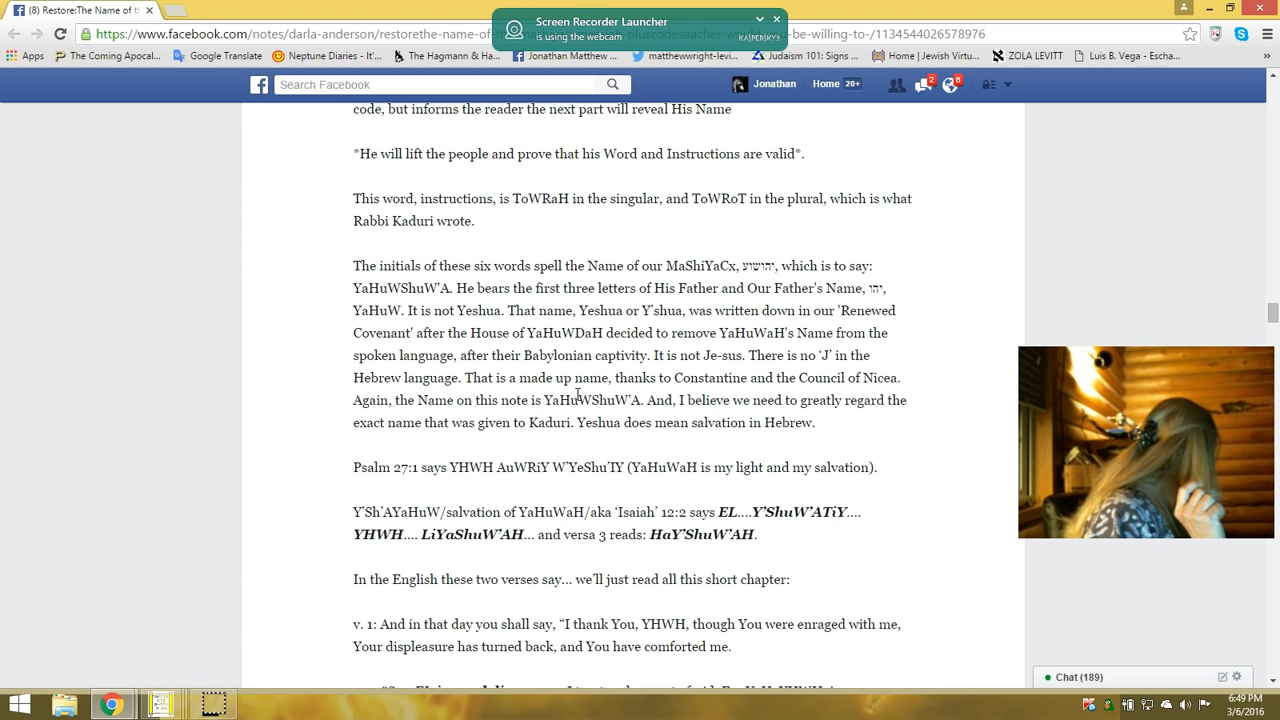 (8) Restore:The Name of th
Screen Recorder Launcher
is using the webcam
KASPERSKY
https://www.facebook.com/notes/darla-anderson/restorethe-name-of-
-pluscodeseacher-wor
be-willing-to-/1134544026578976
Apps
The Coming Apocal...
Google Translate
Neptune Diaries - It'...
The Hagmann & Ha...
Jonathan Matthew ...
matthewwright-levi...
Judaism 101: Signs ...
Home | Jewish Virtu...
ZOLA LEVITT
Luis B. Vega - Escha...
Search Facebook
Jonathan
Home 20+
2
6
code, but informs the reader the next part will reveal His Name
*He will lift the people and prove that his Word and Instructions are valid*.
This word, instructions, is ToWRaH in the singular, and ToWRoT in the plural, which is what
Rabbi Kaduri wrote.
The initials of these six words spell the Name of our MaShiYaCx, יהושוע, which is to say:
YaHuWShuW'A. He bears the first three letters of His Father and Our Father's Name, יהו,
YaHuW. It is not Yeshua. That name, Yeshua or Y'shua, was written down in our 'Renewed
Covenant' after the House of YaHuWDaH decided to remove YaHuWaH's Name from the
spoken language, after their Babylonian captivity. It is not Je-sus. There is no ‘J’ in the
Hebrew language. That is a made up name, thanks to Constantine and the Council of Nicea.
Again, the Name on this note is YaHuWShuW'A. And, I believe we need to greatly regard the
exact name that was given to Kaduri. Yeshua does mean salvation in Hebrew.
Psalm 27:1 says YHWH AuWRiY W’YeShu’IY (YaHuWaH is my light and my salvation).
Y’Sh’AYaHuW/salvation of YaHuWaH/aka ‘Isaiah’ 12:2 says EL....Y’ShuW’ATiY....
YHWH.... LiYaShuW’AH... and versa 3 reads: HaY’ShuW’AH.
In the English these two verses say... we’ll just read all this short chapter:
v. 1: And in that day you shall say, “I thank You, YHWH, though You were enraged with me,
Your displeasure has turned back, and You have comforted me.
Chat (189)
6:49 PM
3/6/2016